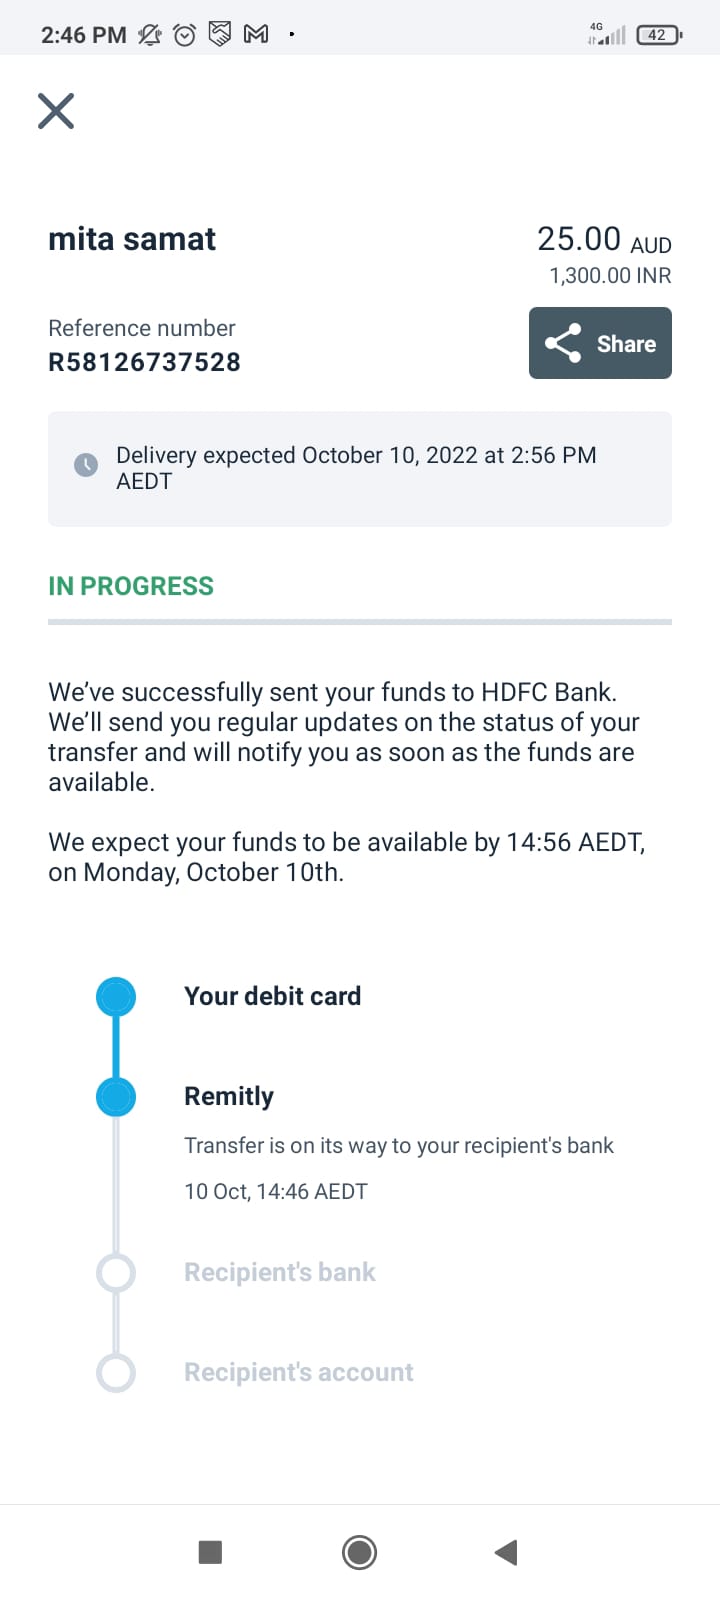 2:46 PM
4G
42
mita samat
25.00 AUD
1,300.00 INR
Reference number
R58126737528
Share
Delivery expected October 10, 2022 at 2:56 PM
AEDT
IN PROGRESS
We’ve successfully sent your funds to HDFC Bank.
We’ll send you regular updates on the status of your
transfer and will notify you as soon as the funds are
available.
We expect your funds to be available by 14:56 AEDT,
on Monday, October 10th.
Your debit card
Remitly
Transfer is on its way to your recipient's bank
10 Oct, 14:46 AEDT
Recipient's bank
Recipient's account